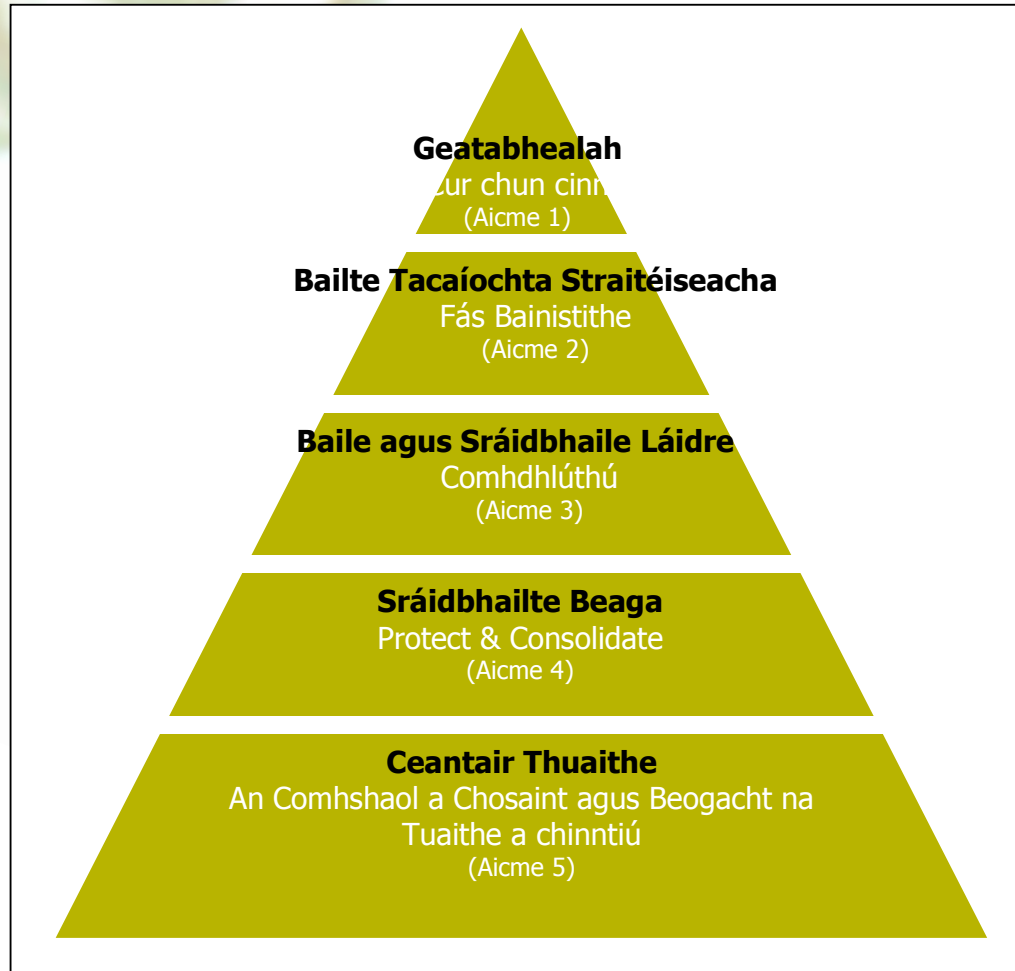 Geatabhealah
cur chun cinn
(Aicme 1)
Bailte Tacaíochta Straitéiseacha
Fás Bainistithe
(Aicme 2)
Baile agus Sráidbhaile Láidre
Comhdhlúthú
(Aicme 3)
Sráidbhailte Beaga
Protect & Consolidate
(Aicme 4)
Ceantair Thuaithe
An Comhshaol a Chosaint agus Beogacht na
Tuaithe a chinntiú
(Aicme 5)